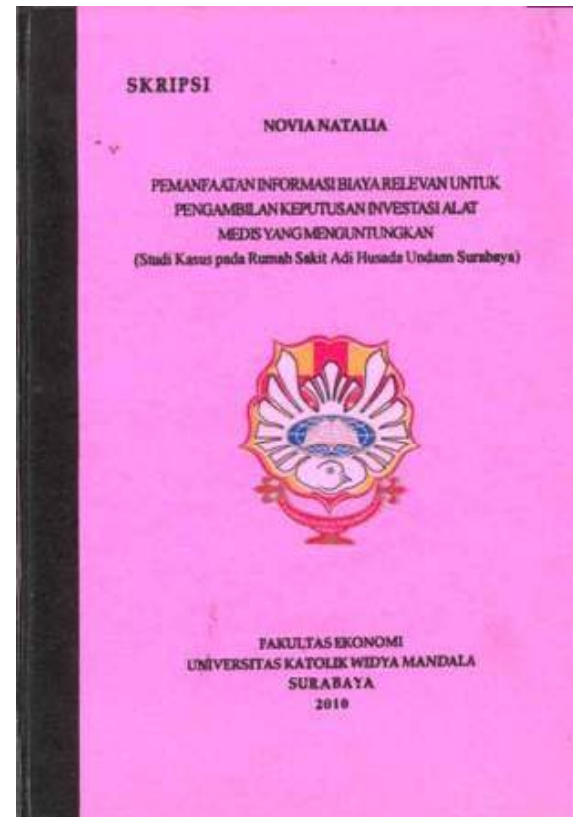 SKRIPSI
NOVIA NATALIA
PEMANFAATAN INFORMASI BIAYA RELEVAN UNTUK
PENGAMBILAN KEPUTUSAN INVESTASI ALAT
MEDIS YANG MENGUNTUNGKAN
(Studi Kasus pada Rumah Sakit Adi Husada Undaan Surabaya)
FAKULTAS EKONOMI
UNIVERSITAS KATOLIK WIDYA MANDALA
SURABAYA
2010